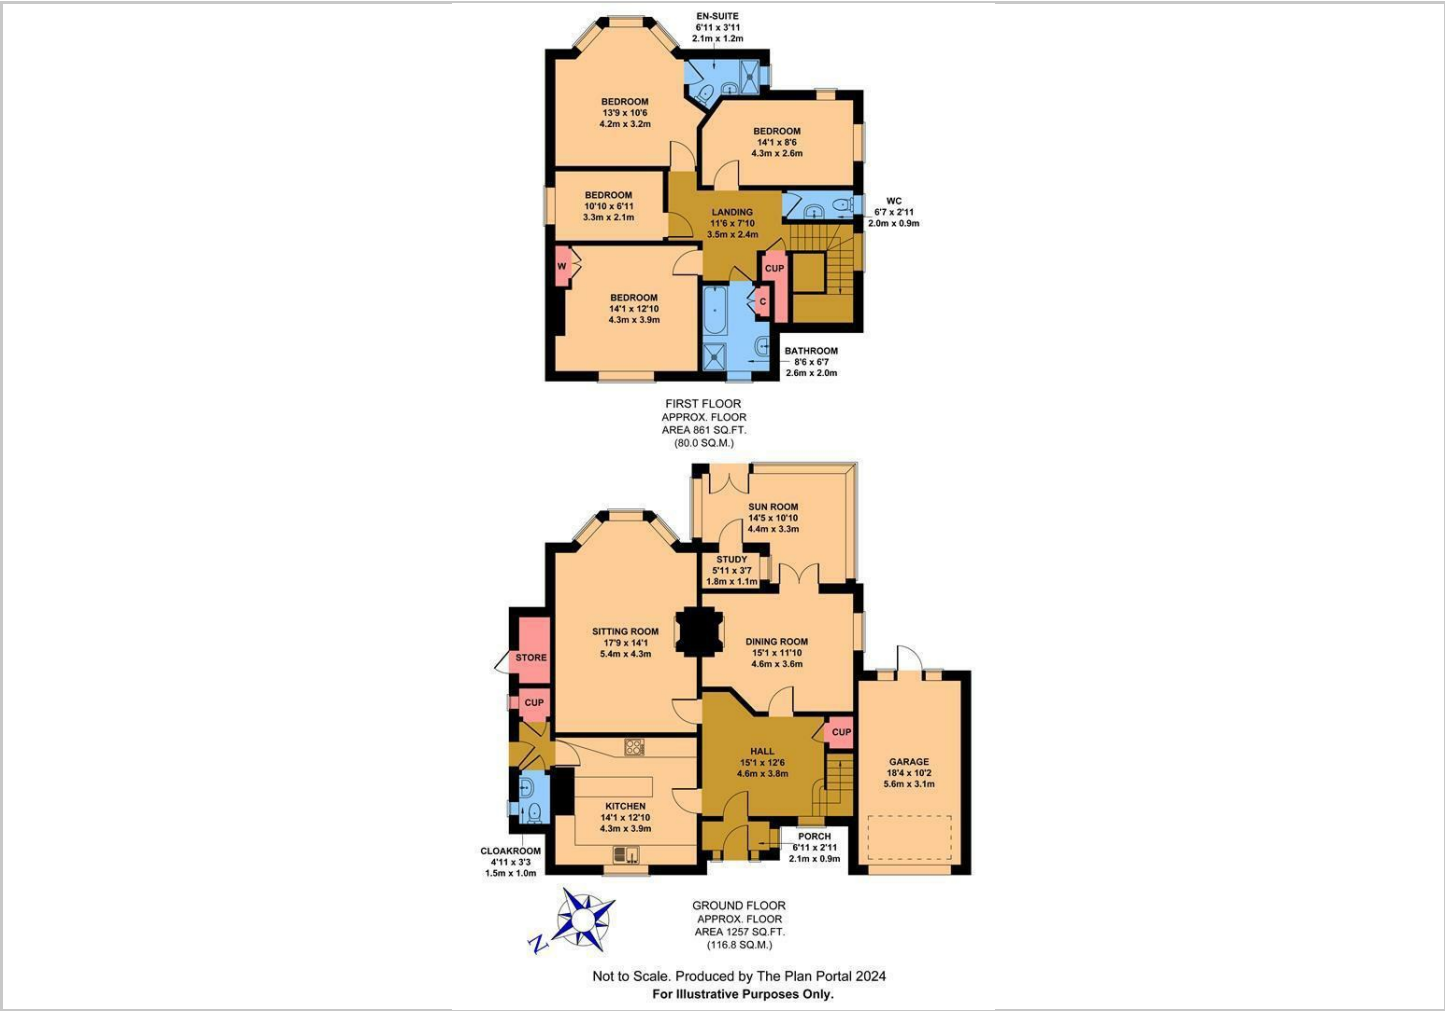 EN-SUITE
6'11 x 3'11
2.1m x 1.2m
BEDROOM
13'9 x 10'6
4.2m x 3.2m
BEDROOM
14'1 x 8'6
4.3m x 2.6m
BEDROOM
10'10 x 6'11
3.3m x 2.1m
LANDING
11'6 x 7'10
3.5m x 2.4m
WC
6'7 x 2'11
2.0m x 0.9m
W
CUP
BEDROOM
14'1 x 12'10
4.3m x 3.9m
C
BATHROOM
8'6 x 6'7
2.6m x 2.0m
FIRST FLOOR
APPROX. FLOOR
AREA 861 SQ.FT.
(80.0 SQ.M.)
SUN ROOM
14'5 x 10'10
4.4m x 3.3m
STUDY
5'11 x 3'7
1.8m x 1.1m
SITTING ROOM
17'9 x 14'1
5.4m x 4.3m
DINING ROOM
15'1 x 11'10
4.6m x 3.6m
STORE
CUP
CUP
HALL
15'1 x 12'6
4.6m x 3.8m
GARAGE
18'4 x 10'2
5.6m x 3.1m
KITCHEN
14'1 x 12'10
4.3m x 3.9m
PORCH
6'11 x 2'11
2.1m x 0.9m
CLOAKROOM
4'11 x 3'3
1.5m x 1.0m
N
GROUND FLOOR
APPROX. FLOOR
AREA 1257 SQ.FT.
(116.8 SQ.M.)
Not to Scale. Produced by The Plan Portal 2024
For Illustrative Purposes Only.